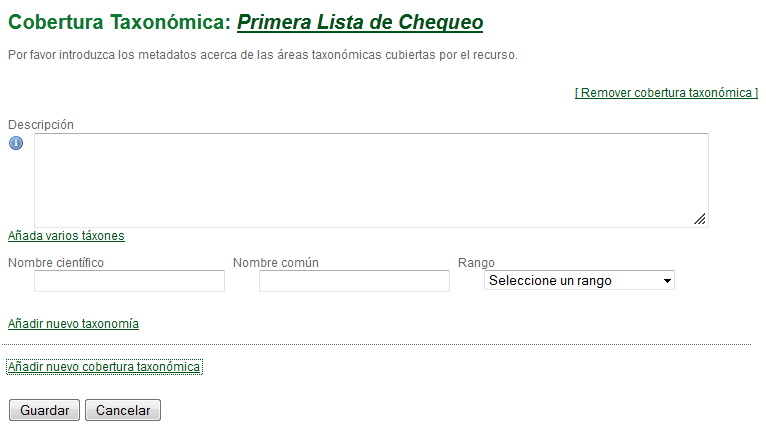 Cobertura Taxonómica: Primera Lista de Chequeo
Por favor introduzca los metadatos acerca de las áreas taxonómicas cubiertas por el recurso.
[ Remover cobertura taxonómica ]
Descripción
Añada varios táxones
Nombre científico Nombre común Rango
Seleccione un rango
Añadir nuevo taxonomía
Añadir nuevo cobertura taxonómica
Guardar Cancelar